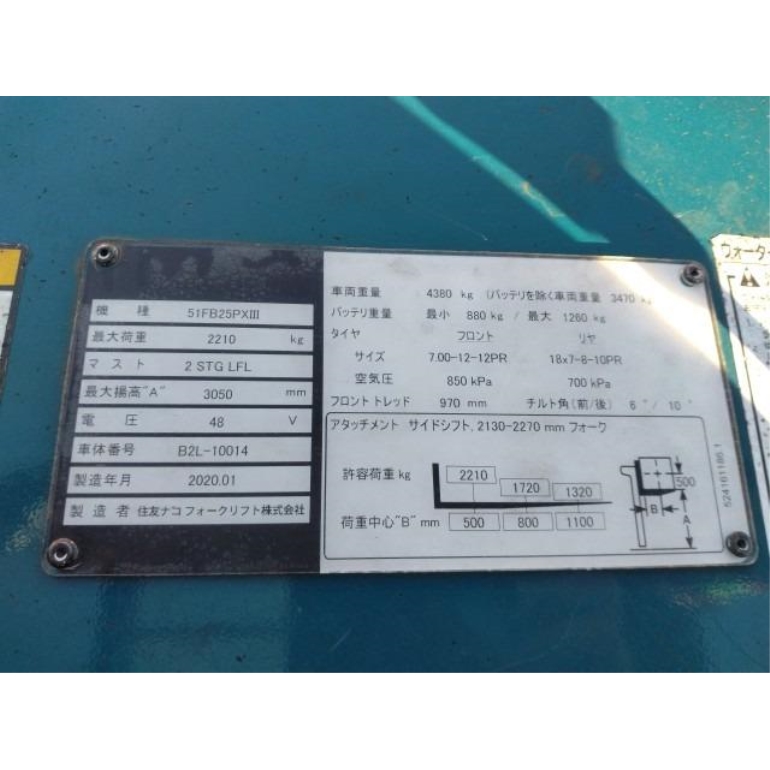 機種 51FB25PXⅢ
最大荷重 2210 kg
マスト 2 STG LFL
最大揚高"A" 3050 mm
電圧 48 V
車体番号 B2L-10014
製造年月 2020.01
製造者 住友ナコ フォークリフト株式会社
車両重量 4380 kg (バッテリを除く車両重量 3470 kg)
バッテリ重量 最小 880 kg / 最大 1260 kg
タイヤ フロント リヤ
サイズ 7.00-12-12PR 18x7-8-10PR
空気圧 850 kPa 700 kPa
フロント トレッド 970 mm チルト角(前/後) 6°/ 10°
アタッチメント サイドシフト, 2130-2270 mm フォーク
許容荷重 kg 2210 1720 1320
荷重中心"B" mm 500 800 1100
500
B
A
524161186.1
ウォーター